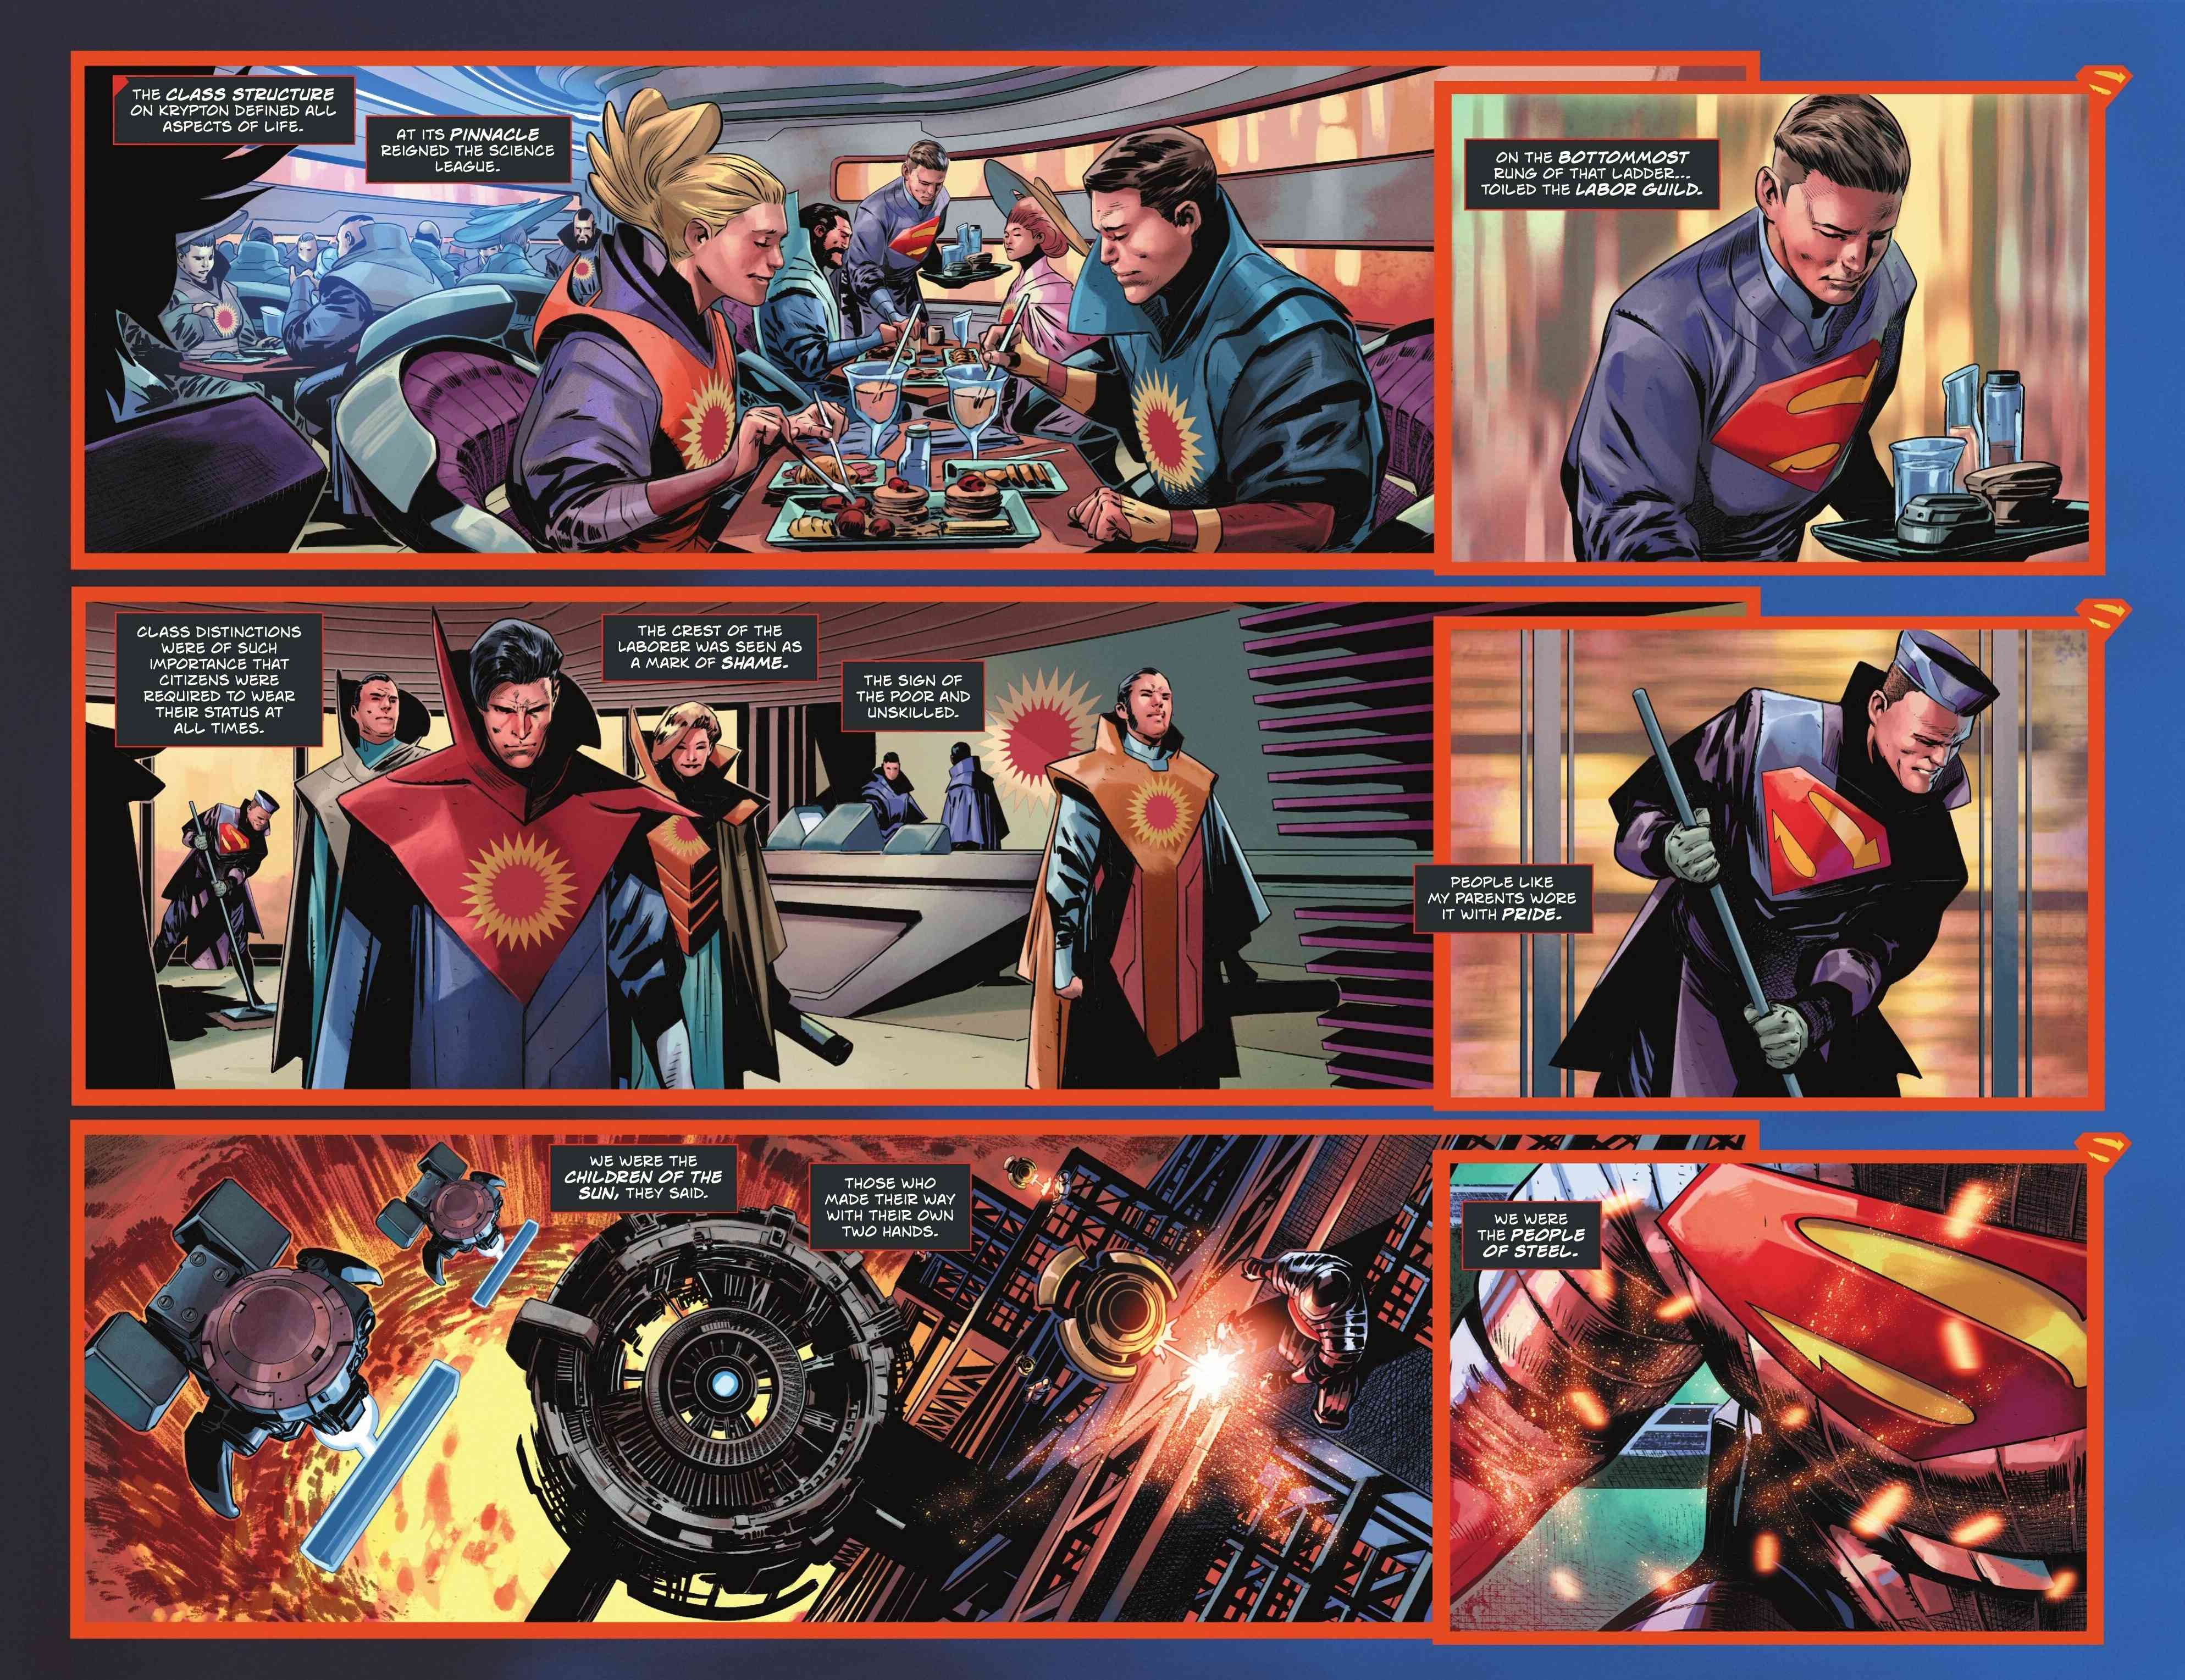 THE CLASS STRUCTURE
ON KRYPTON DEFINED ALL
ASPECTS OF LIFE.
AT ITS PINNACLE
REIGNED THE SCIENCE
LEAGUE.
ON THE BOTTOMMOST
RUNG OF THAT LADDER...
TOILED THE LABOR GUILD.
CLASS DISTINCTIONS
WERE OF SUCH
IMPORTANCE THAT
CITIZENS WERE
REQUIRED TO WEAR
THEIR STATUS AT
ALL TIMES.
THE CREST OF THE
LABORER WAS SEEN AS
A MARK OF SHAME.
THE SIGN OF
THE POOR AND
UNSKILLED.
PEOPLE LIKE
MY PARENTS WORE
IT WITH PRIDE.
WE WERE THE
CHILDREN OF THE
SUN, THEY SAID.
THOSE WHO
MADE THEIR WAY
WITH THEIR OWN
TWO HANDS.
WE WERE
THE PEOPLE
OF STEEL.